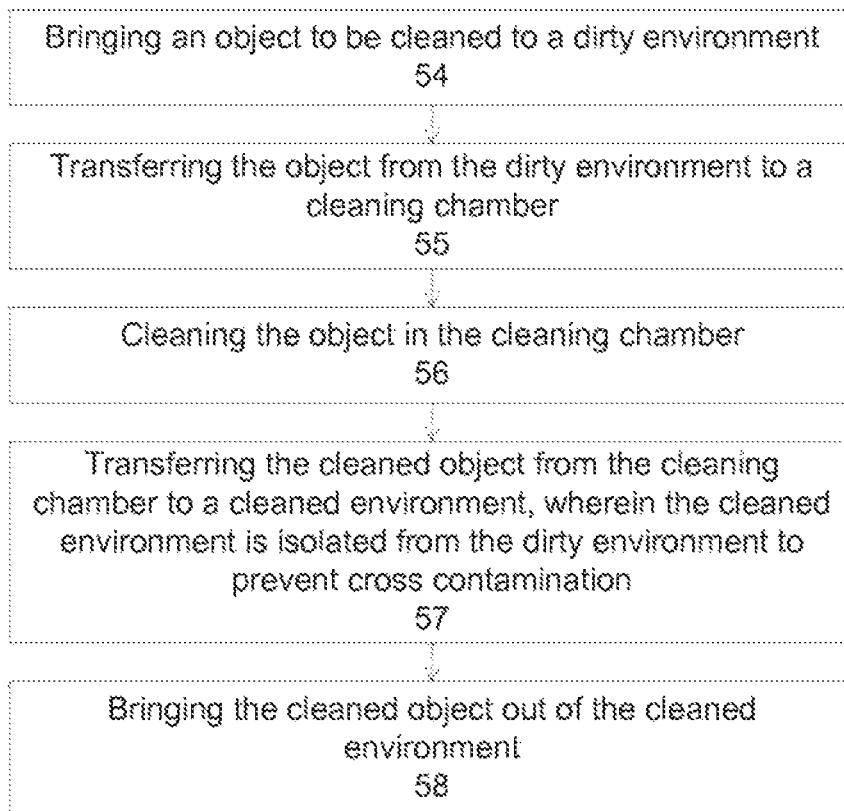 Bringing an object to be cleaned to a dirty environment
54
Transferring the object from the dirty environment to a
cleaning chamber
55
Cleaning the object in the cleaning chamber
56
Transferring the cleaned object from the cleaning
chamber to a cleaned environment, wherein the cleaned
environment is isolated from the dirty environment to
prevent cross contamination
57
Bringing the cleaned object out of the cleaned
environment
58